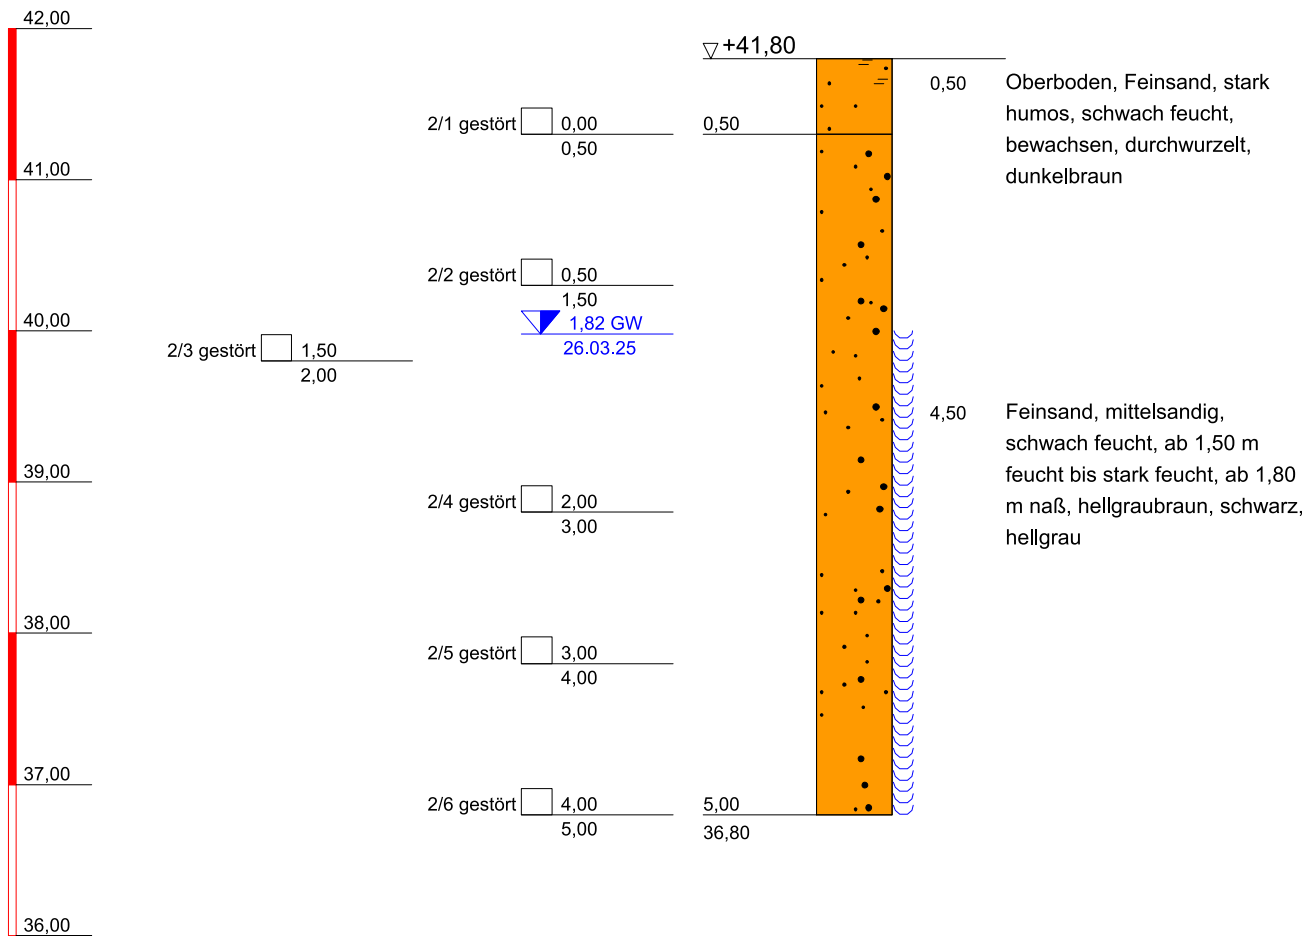 42,00
+41,80
0,50
Oberboden, Feinsand, stark
humos, schwach feucht,
bewachsen, durchwurzelt,
dunkelbraun
2/1 gestört
0,00
0,50
0,50
41,00
2/2 gestört
0,50
1,50
40,00
1,82 GW
26.03.25
2/3 gestört
1,50
2,00
4,50
Feinsand, mittelsandig,
schwach feucht, ab 1,50 m
feucht bis stark feucht, ab 1,80
m naß, hellgraubraun, schwarz,
hellgrau
39,00
2/4 gestört
2,00
3,00
38,00
2/5 gestört
3,00
4,00
37,00
2/6 gestört
4,00
5,00
5,00
36,80
36,00